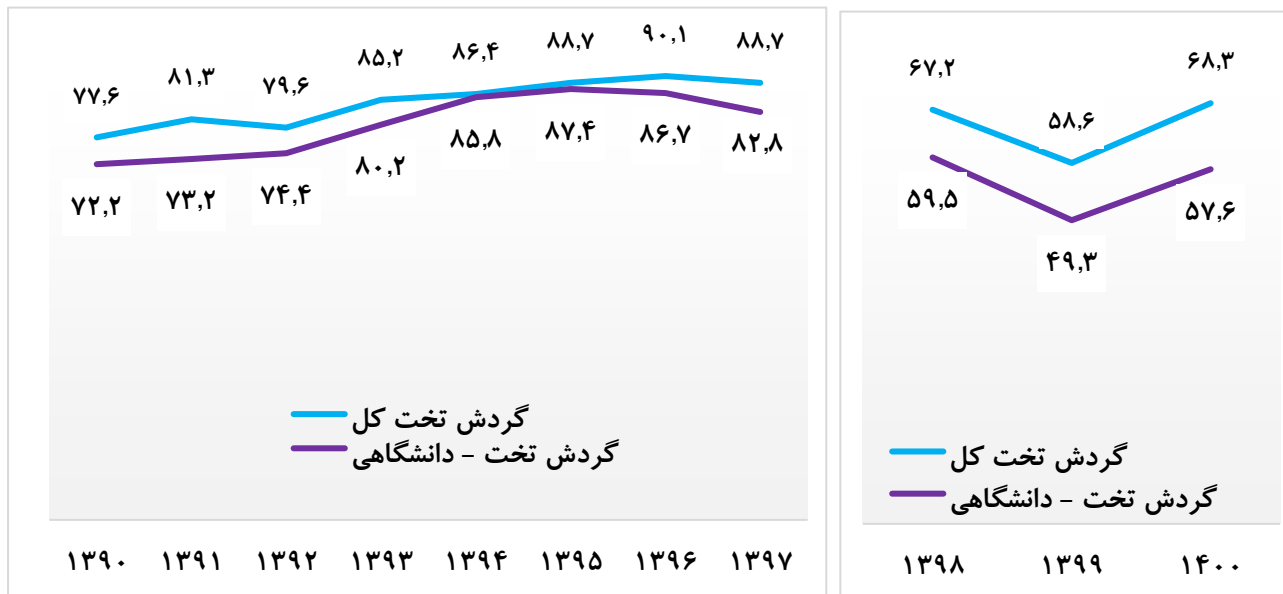 ۷۷,۶ ۸۱,۳ ۷۹,۶ ۸۵,۲ ۸۶,۴ ۸۸,۷ ۹۰,۱ ۸۸,۷
۷۲,۲ ۷۳,۲ ۷۴,۴ ۸۰,۲ ۸۵,۸ ۸۷,۴ ۸۶,۷ ۸۲,۸
گردش تخت کل
گردش تخت - دانشگاهی
۱۳۹۰ ۱۳۹۱ ۱۳۹۲ ۱۳۹۳ ۱۳۹۴ ۱۳۹۵ ۱۳۹۶ ۱۳۹۷
۶۷,۲ ۵۸,۶ ۶۸,۳
۵۹,۵ ۴۹,۳ ۵۷,۶
گردش تخت کل
گردش تخت - دانشگاهی
۱۳۹۸ ۱۳۹۹ ۱۴۰۰